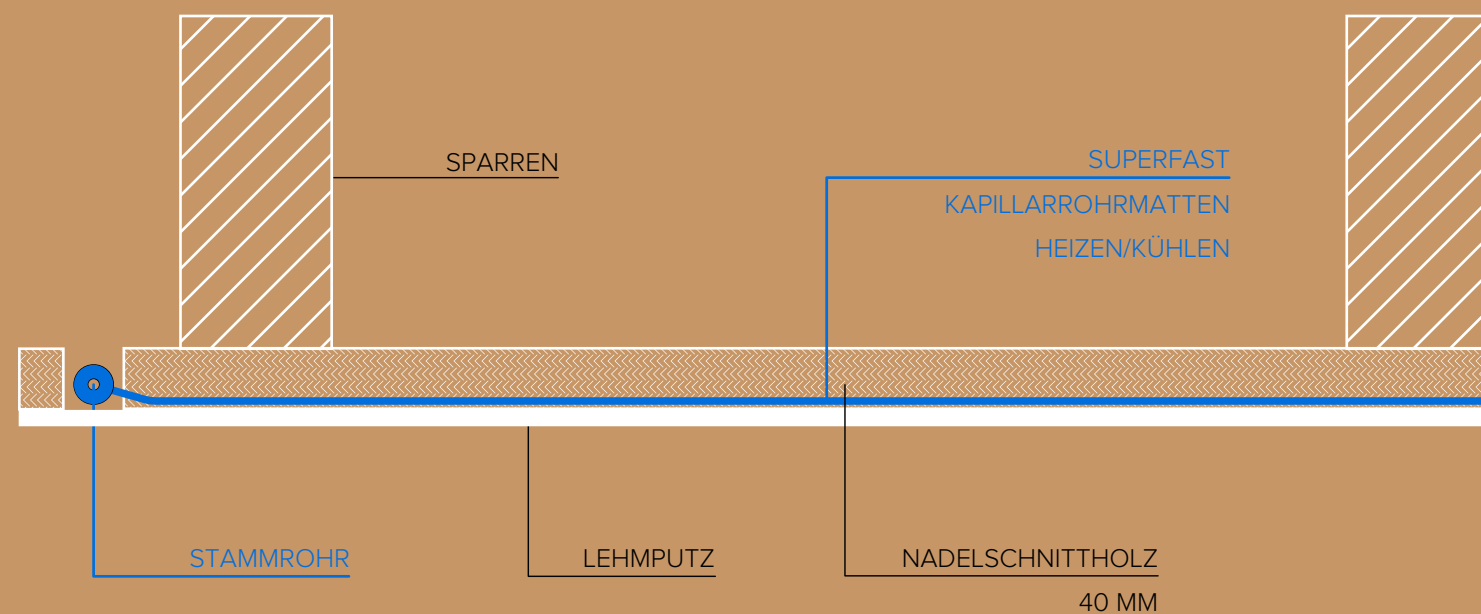 SPARREN
SUPERFAST
KAPILLARROHRMATTEN
HEIZEN/KÜHLEN
STAMMROHR
LEHMPUTZ
NADELSCHNITTHOLZ
40 MM